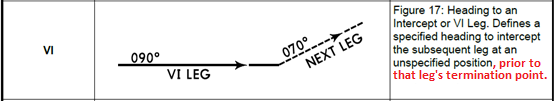 VI
090°
VI LEG
070°
NEXT LEG
Figure 17: Heading to an
Intercept or VI Leg. Defines a
specified heading to intercept
the subsequent leg at an
unspecified position, prior to
that leg's termination point.